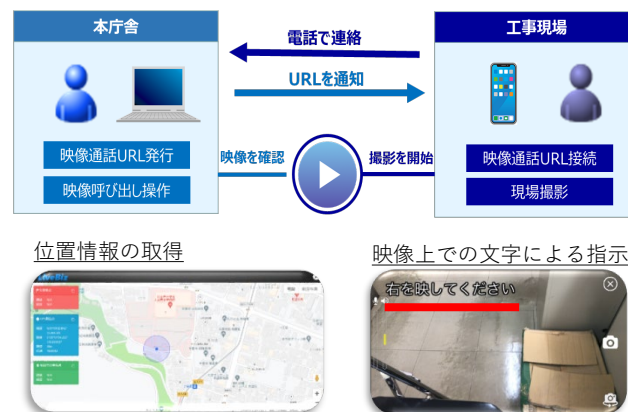 本庁舎
電話で連絡
工事現場
URLを通知
映像通話URL発行
映像を確認
撮影を開始
映像通話URL接続
映像呼び出し操作
現場撮影
位置情報の取得
映像上での文字による指示
右を映してください